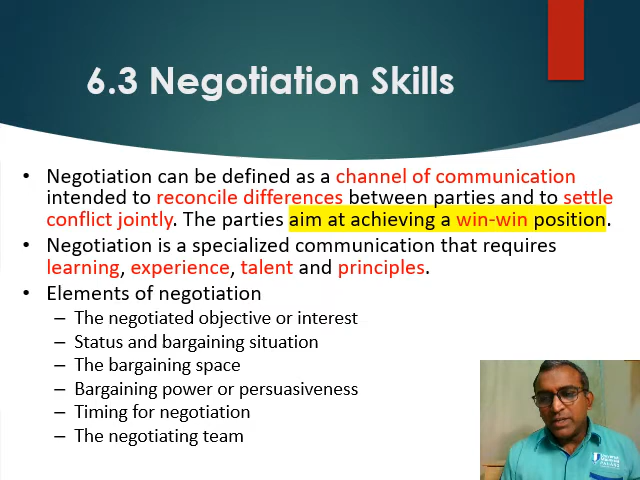 6.3 Negotiation Skills
• Negotiation can be defined as a channel of communication
intended to reconcile differences between parties and to settle
conflict jointly. The parties aim at achieving a win-win position.
• Negotiation is a specialized communication that requires
learning, experience, talent and principles.
• Elements of negotiation
– The negotiated objective or interest
– Status and bargaining situation
– The bargaining space
– Bargaining power or persuasiveness
– Timing for negotiation
– The negotiating team